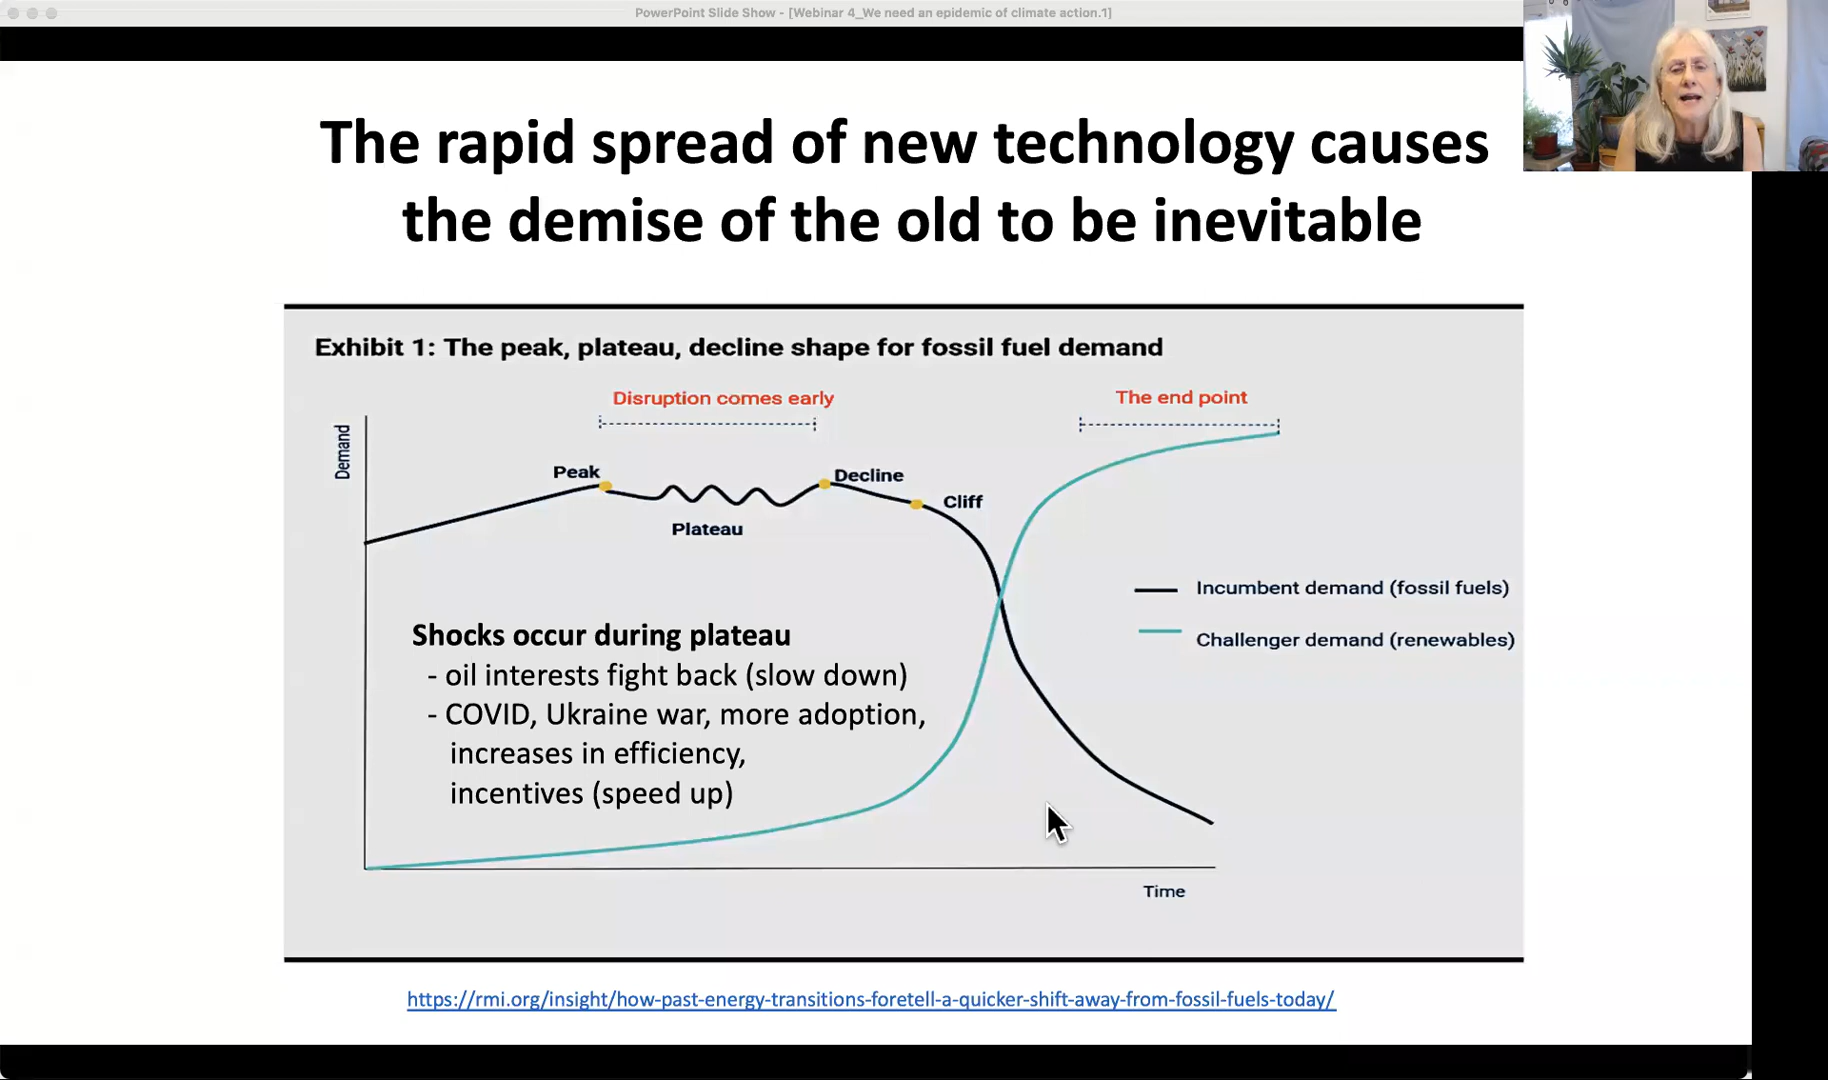 PowerPoint Slide Show - [Webinar 4_We need an epidemic of climate action.1]
The rapid spread of new technology causes
the demise of the old to be inevitable
Exhibit 1: The peak, plateau, decline shape for fossil fuel demand
Disruption comes early
The end point
Demand
Peak
Decline
Cliff
Plateau
Incumbent demand (fossil fuels)
Challenger demand (renewables)
Shocks occur during plateau
- oil interests fight back (slow down)
- COVID, Ukraine war, more adoption,
increases in efficiency,
incentives (speed up)
Time
https://rmi.org/insight/how-past-energy-transitions-foretell-a-quicker-shift-away-from-fossil-fuels-today/